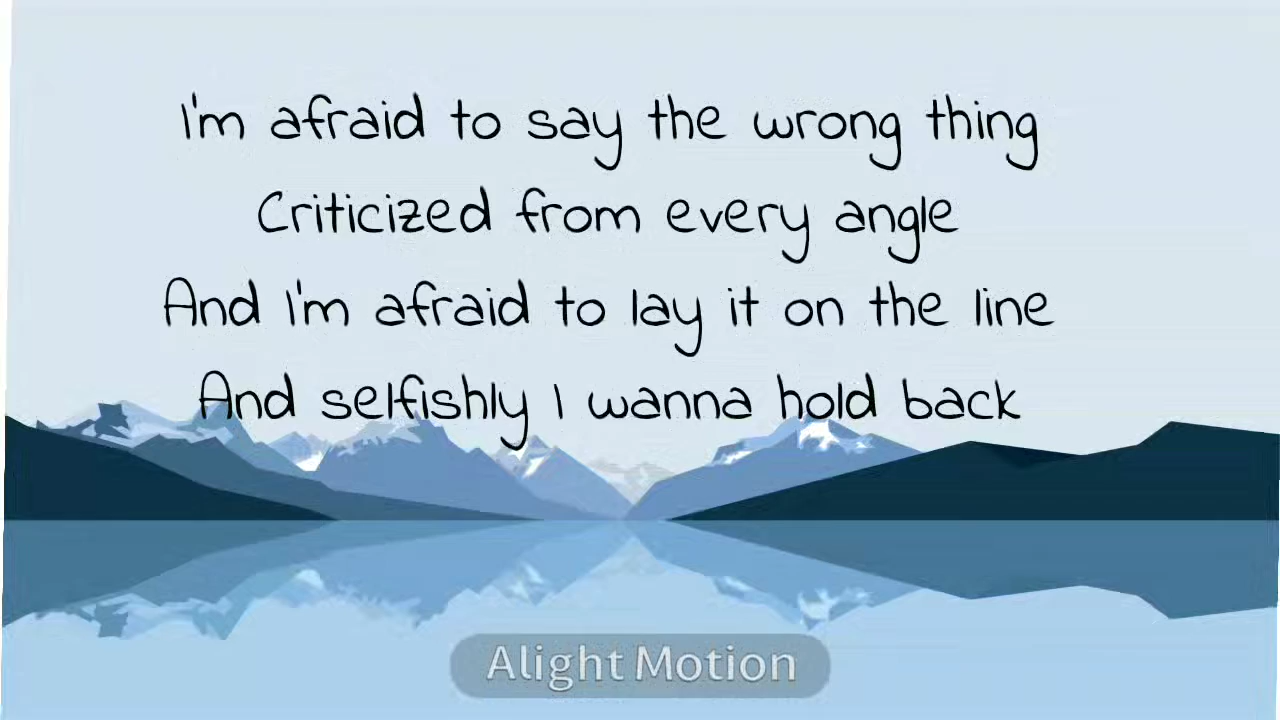 I'm afraid to say the wrong thing
Criticized from every angle
And I'm afraid to lay it on the line
And selfishly I wanna hold back
Alight Motion